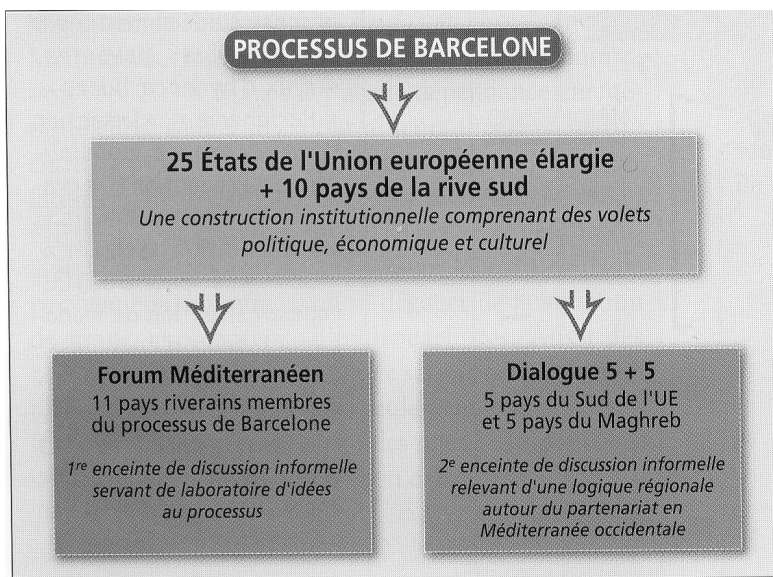 PROCESSUS DE BARCELONE
25 États de l'Union européenne élargie
+ 10 pays de la rive sud
Une construction institutionnelle comprenant des volets
politique, économique et culturel
Forum Méditerranéen
11 pays riverains membres
du processus de Barcelone
1re enceinte de discussion informelle
servant de laboratoire d'idées
au processus
Dialogue 5 + 5
5 pays du Sud de l'UE
et 5 pays du Maghreb
2e enceinte de discussion informelle
relevant d'une logique régionale
autour du partenariat en
Méditerranée occidentale